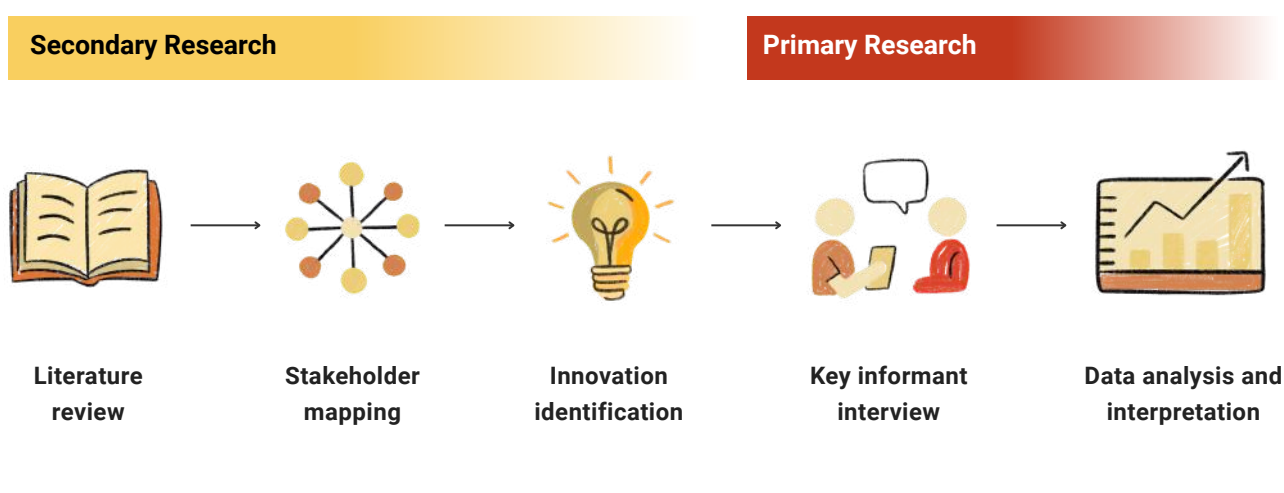 Secondary Research
Primary Research
Literature
review
Stakeholder
mapping
Innovation
identification
Key informant
interview
Data analysis and
interpretation